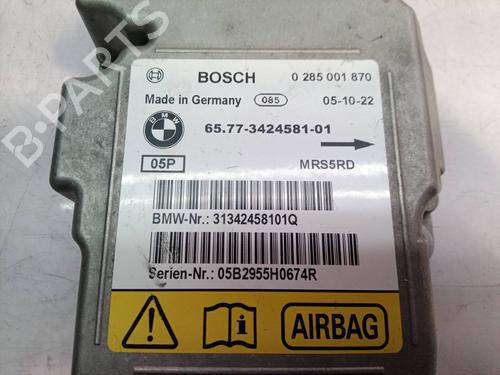 BOSCH 0 285 001 870
Made in Germany 085 05-10-22
BMW 65.77-3424581-01
05P MRS5RD
BMW-Nr.: 31342458101Q
Serien-Nr.: 05B2955H0674R
AIRBAG
B-PARTS